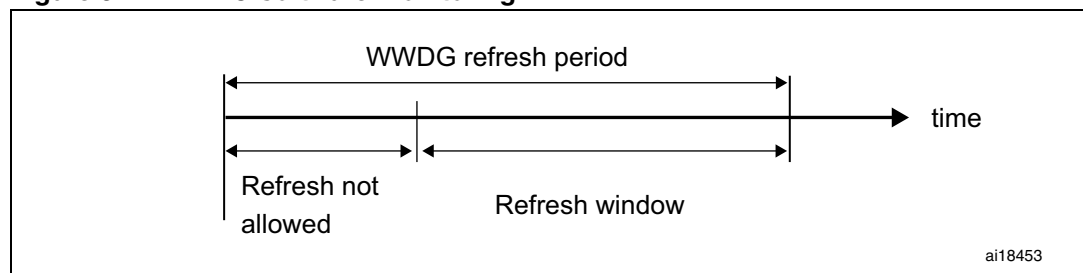 WWDG refresh period
time
Refresh not
allowed
Refresh window
ai18453